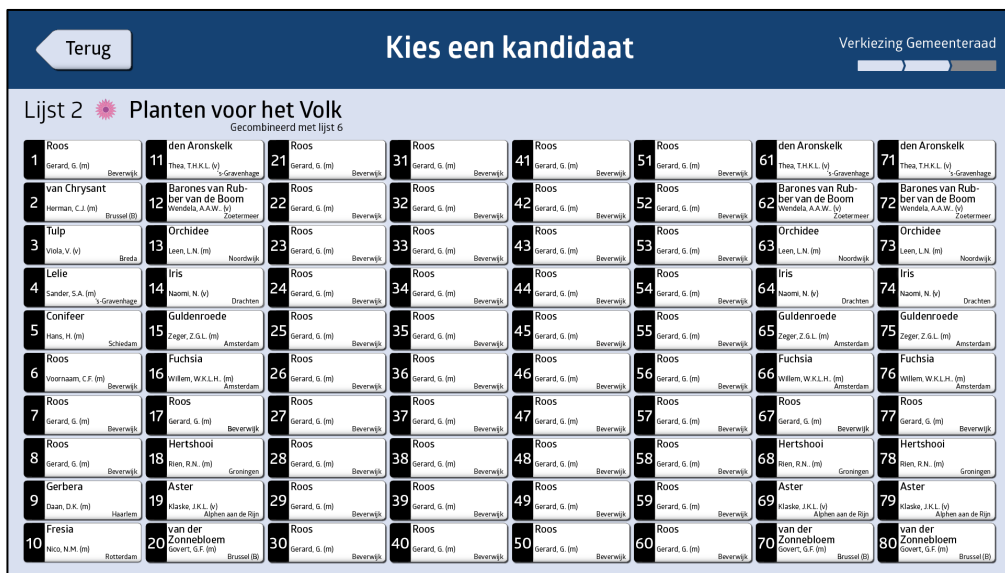 Terug
Kies een kandidaat
Verkiezing Gemeenteraad
Lijst 2 Planten voor het Volk
Gecombineerd met lijst 6
1
Roos
Gerard, G. (m)
Beverwijk
2
van Chrysant
Herman, C.J. (m)
Brussel (B)
3
Tulp
Viola, V. (v)
Breda
4
Lelie
Sander, S.A. (m)
's-Gravenhage
5
Conifeer
Hans, H. (m)
Schiedam
6
Roos
Voornaam, C.F. (m)
Beverwijk
7
Roos
Gerard, G. (m)
Beverwijk
8
Roos
Gerard, G. (m)
Beverwijk
9
Gerbera
Daan, D.K. (m)
Haarlem
10
Fresia
Nico, N.M. (m)
Rotterdam
11
den Aronskelk
Thea, T.H.K.L. (v)
's-Gravenhage
12
Barones van Rub-
ber van de Boom
Wendela, A.A.W.. (v)
Zoetermeer
13
Orchidee
Leen, L.N. (m)
Noordwijk
14
Iris
Naomi, N. (v)
Drachten
15
Guldenroede
Zeger, Z.G.L. (m)
Amsterdam
16
Fuchsia
Willem, W.K.L.H.. (m)
Amsterdam
17
Roos
Gerard, G. (m)
Beverwijk
18
Hertshooi
Rien, R.N.. (m)
Groningen
19
Aster
Klaske, J.K.L. (v)
Alphen aan de Rijn
20
van der
Zonnebloem
Govert, G.F. (m)
Brussel (B)
21
Roos
Gerard, G. (m)
Beverwijk
22
Roos
Gerard, G. (m)
Beverwijk
23
Roos
Gerard, G. (m)
Beverwijk
24
Roos
Gerard, G. (m)
Beverwijk
25
Roos
Gerard, G. (m)
Beverwijk
26
Roos
Gerard, G. (m)
Beverwijk
27
Roos
Gerard, G. (m)
Beverwijk
28
Roos
Gerard, G. (m)
Beverwijk
29
Roos
Gerard, G. (m)
Beverwijk
30
Roos
Gerard, G. (m)
Beverwijk
31
Roos
Gerard, G. (m)
Beverwijk
32
Roos
Gerard, G. (m)
Beverwijk
33
Roos
Gerard, G. (m)
Beverwijk
34
Roos
Gerard, G. (m)
Beverwijk
35
Roos
Gerard, G. (m)
Beverwijk
36
Roos
Gerard, G. (m)
Beverwijk
37
Roos
Gerard, G. (m)
Beverwijk
38
Roos
Gerard, G. (m)
Beverwijk
39
Roos
Gerard, G. (m)
Beverwijk
40
Roos
Gerard, G. (m)
Beverwijk
41
Roos
Gerard, G. (m)
Beverwijk
42
Roos
Gerard, G. (m)
Beverwijk
43
Roos
Gerard, G. (m)
Beverwijk
44
Roos
Gerard, G. (m)
Beverwijk
45
Roos
Gerard, G. (m)
Beverwijk
46
Roos
Gerard, G. (m)
Beverwijk
47
Roos
Gerard, G. (m)
Beverwijk
48
Roos
Gerard, G. (m)
Beverwijk
49
Roos
Gerard, G. (m)
Beverwijk
50
Roos
Gerard, G. (m)
Beverwijk
51
Roos
Gerard, G. (m)
Beverwijk
52
Roos
Gerard, G. (m)
Beverwijk
53
Roos
Gerard, G. (m)
Beverwijk
54
Roos
Gerard, G. (m)
Beverwijk
55
Roos
Gerard, G. (m)
Beverwijk
56
Roos
Gerard, G. (m)
Beverwijk
57
Roos
Gerard, G. (m)
Beverwijk
58
Roos
Gerard, G. (m)
Beverwijk
59
Roos
Gerard, G. (m)
Beverwijk
60
Roos
Gerard, G. (m)
Beverwijk
61
den Aronskelk
Thea, T.H.K.L. (v)
's-Gravenhage
62
Barones van Rub-
ber van de Boom
Wendela, A.A.W.. (v)
Zoetermeer
63
Orchidee
Leen, L.N. (m)
Noordwijk
64
Iris
Naomi, N. (v)
Drachten
65
Guldenroede
Zeger, Z.G.L. (m)
Amsterdam
66
Fuchsia
Willem, W.K.L.H.. (m)
Amsterdam
67
Roos
Gerard, G. (m)
Beverwijk
68
Hertshooi
Rien, R.N.. (m)
Groningen
69
Aster
Klaske, J.K.L. (v)
Alphen aan de Rijn
70
van der
Zonnebloem
Govert, G.F. (m)
Brussel (B)
71
den Aronskelk
Thea, T.H.K.L. (v)
's-Gravenhage
72
Barones van Rub-
ber van de Boom
Wendela, A.A.W.. (v)
Zoetermeer
73
Orchidee
Leen, L.N. (m)
Noordwijk
74
Iris
Naomi, N. (v)
Drachten
75
Guldenroede
Zeger, Z.G.L. (m)
Amsterdam
76
Fuchsia
Willem, W.K.L.H.. (m)
Amsterdam
77
Roos
Gerard, G. (m)
Beverwijk
78
Hertshooi
Rien, R.N.. (m)
Groningen
79
Aster
Klaske, J.K.L. (v)
Alphen aan de Rijn
80
van der
Zonnebloem
Govert, G.F. (m)
Brussel (B)